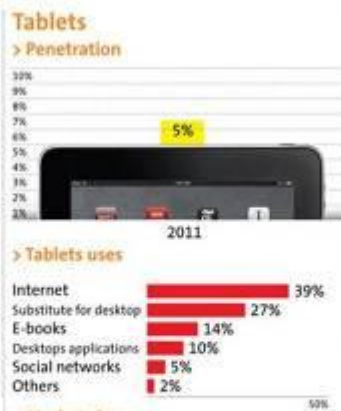 Tablets
> Penetration
10%
9%
8%
7%
6%
5%
5%
4%
3%
2%
1%
2011
> Tablets uses
Internet 39%
Substitute for desktop 27%
E-books 14%
Desktops applications 10%
Social networks 5%
Others 2%
50%